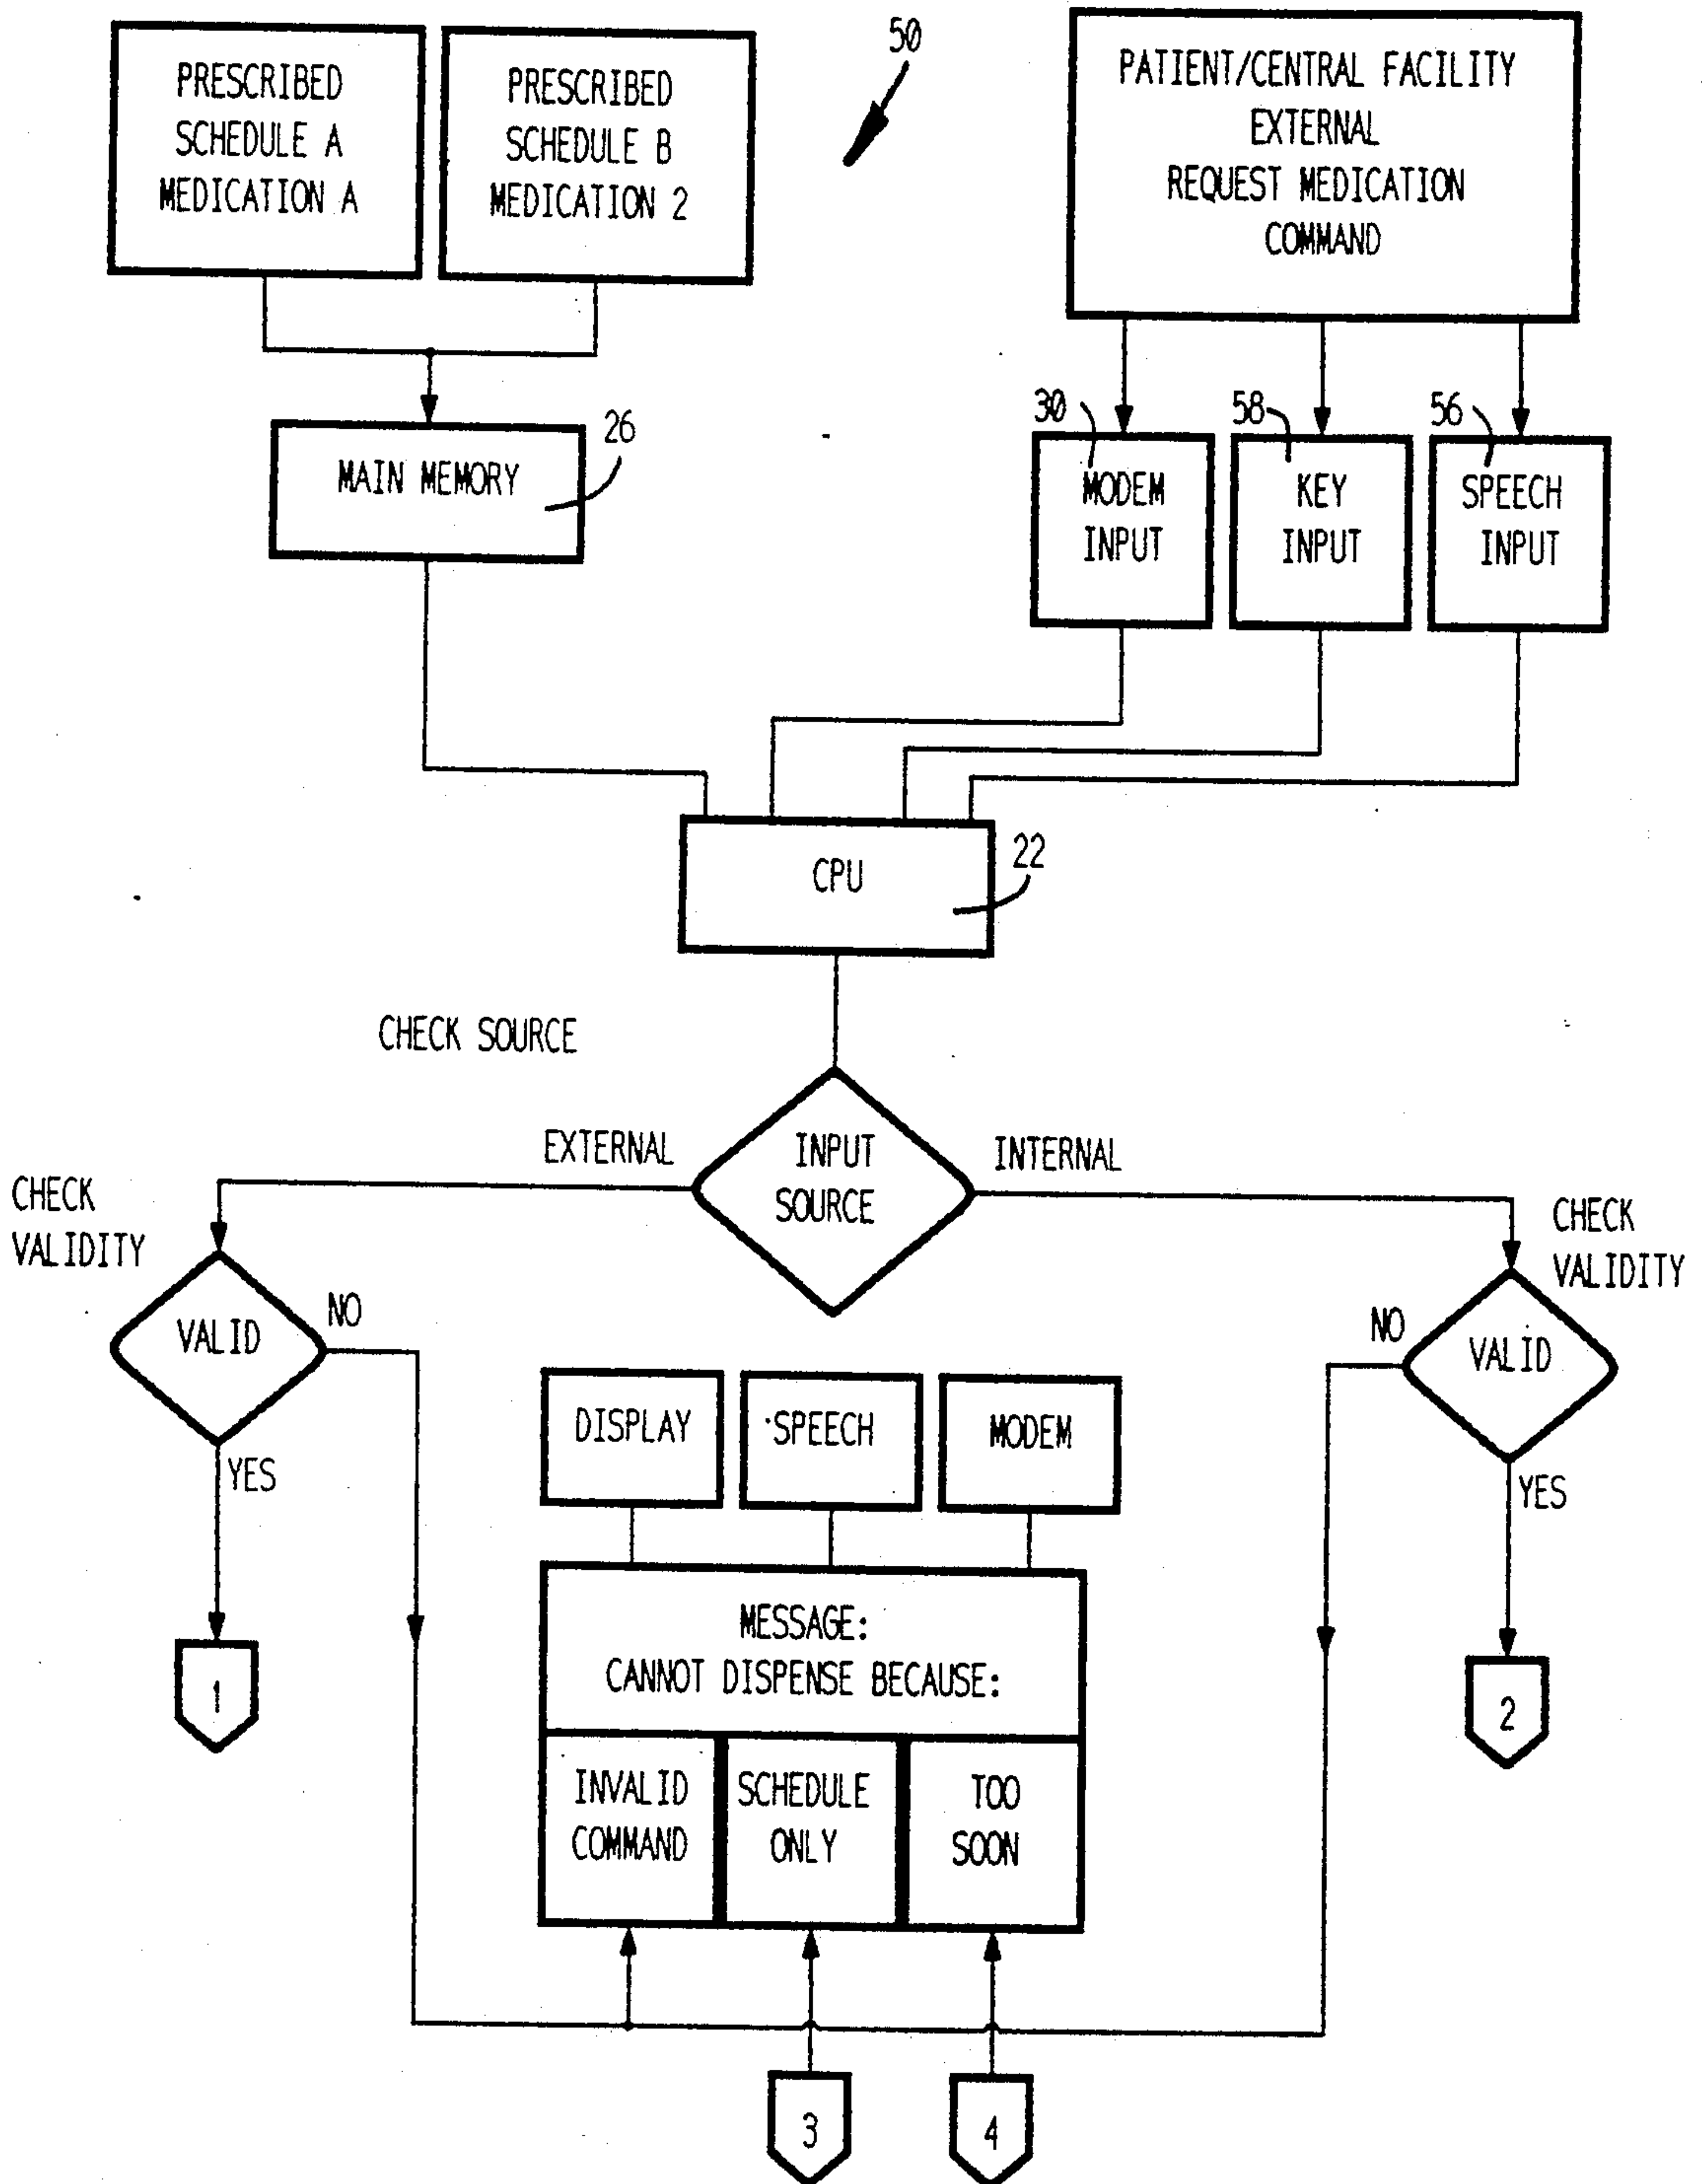 PRESCRIBED
SCHEDULE A
MEDICATION A
PRESCRIBED
SCHEDULE B
MEDICATION 2
50
PATIENT/CENTRAL FACILITY
EXTERNAL
REQUEST MEDICATION
COMMAND
MAIN MEMORY
26
30
MODEM
INPUT
58
KEY
INPUT
56
SPEECH
INPUT
CPU
22
CHECK SOURCE
EXTERNAL
INPUT
SOURCE
INTERNAL
CHECK
VALIDITY
VALID
NO
YES
1
CHECK
VALIDITY
NO
VALID
YES
2
DISPLAY
SPEECH
MODEM
MESSAGE:
CANNOT DISPENSE BECAUSE:
INVALID
COMMAND
SCHEDULE
ONLY
TOO
SOON
3
4